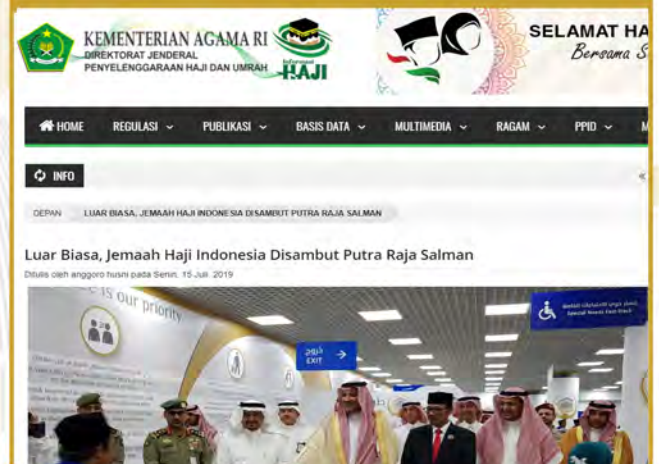 KEMENTERIAN AGAMA RI
DIREKTORAT JENDERAL
PENYELENGGARAAN HAJI DAN UMRAH
Informasi
HAJI
SELAMAT HA
Bersama S
HOME REGULASI PUBLIKASI BASIS DATA MULTIMEDIA RAGAM PPID M
INFO «
DEPAN LUAR BIASA, JEMAAH HAJI INDONESIA DISAMBUT PUTRA RAJA SALMAN
Luar Biasa, Jemaah Haji Indonesia Disambut Putra Raja Salman
Ditulis oleh anggoro husni pada Senin, 15 Juli 2019
is our priority
خروج
EXIT
Special Needs Fast Track